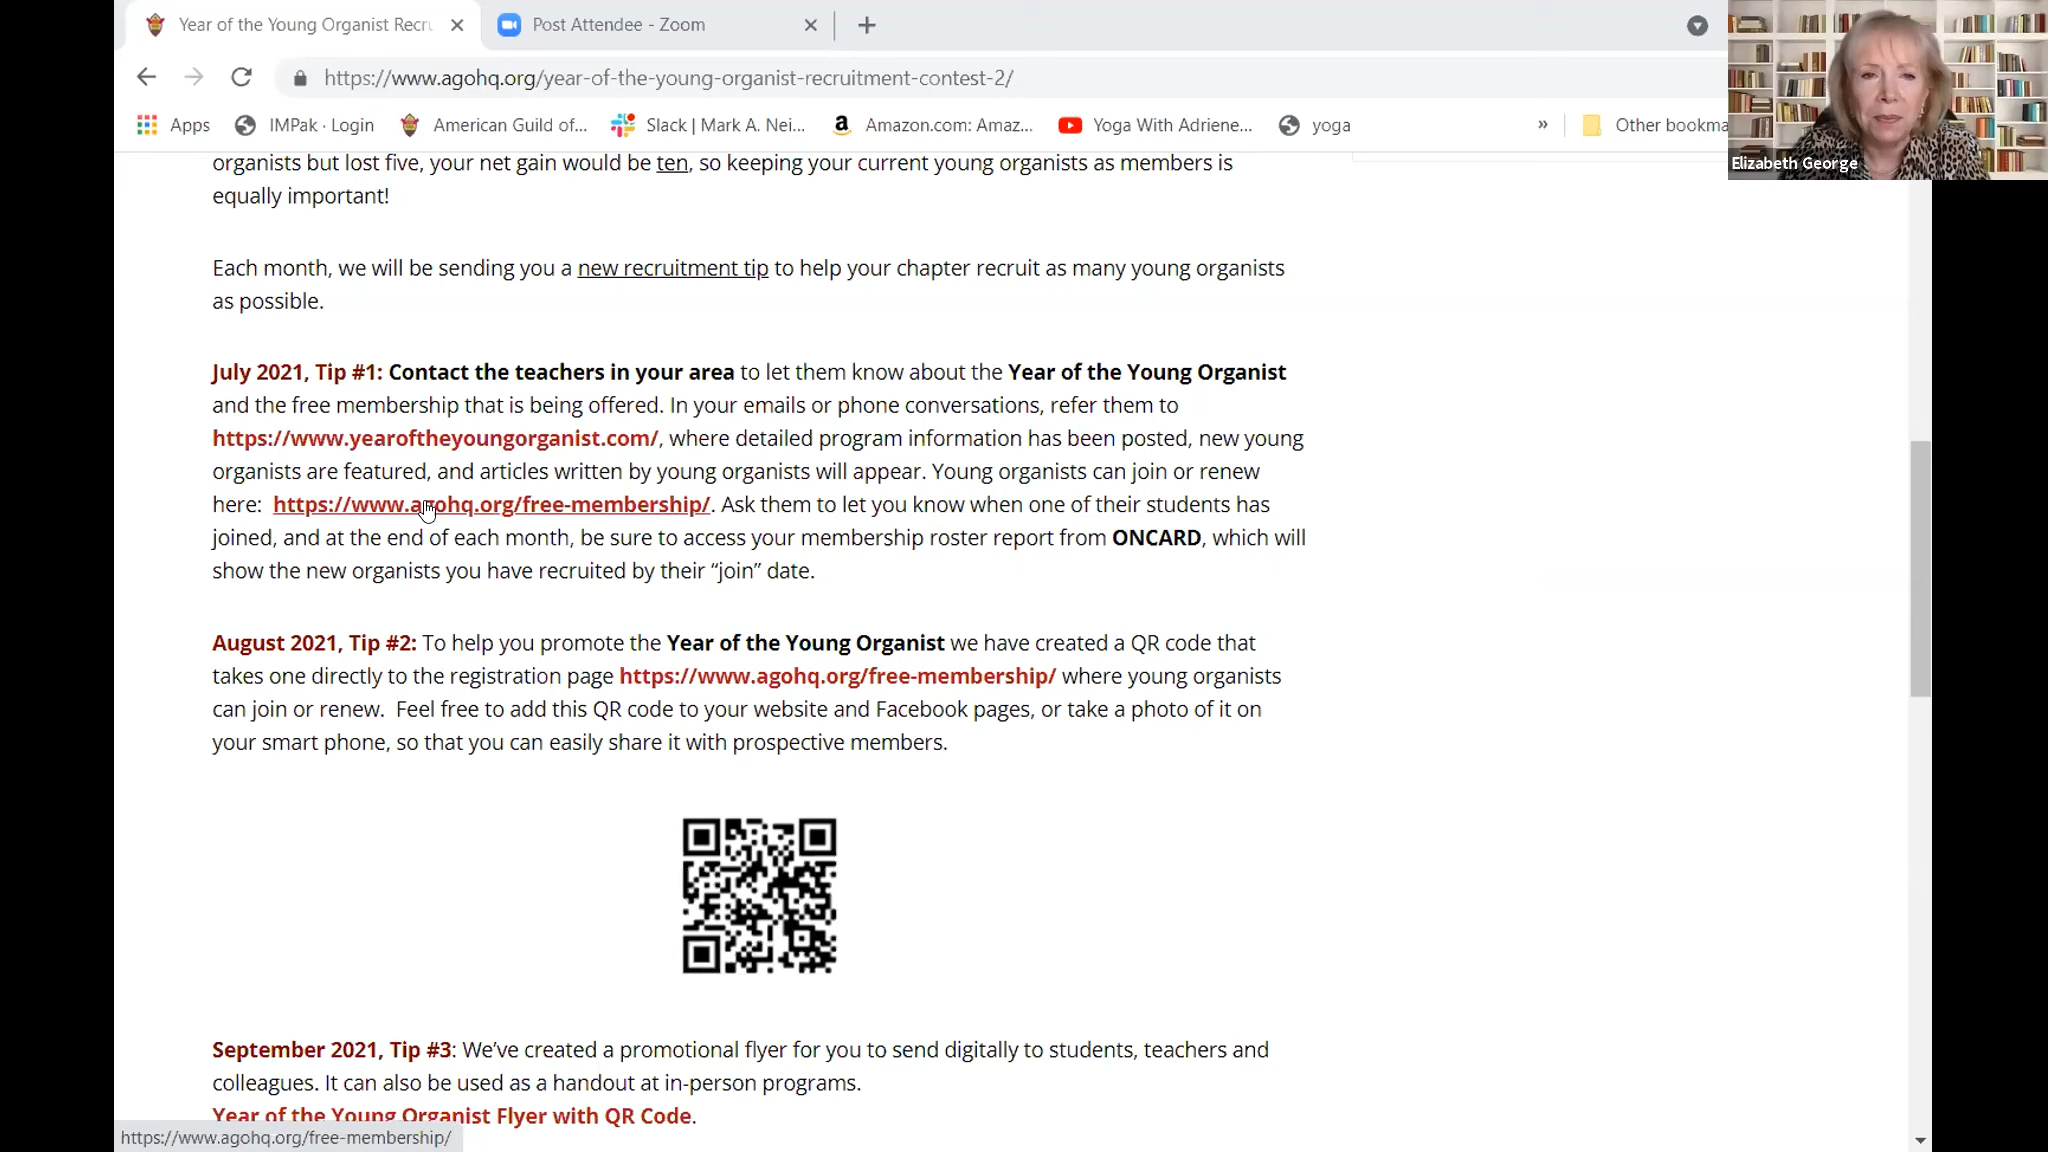 Year of the Young Organist Recru
Post Attendee - Zoom
https://www.agohq.org/year-of-the-young-organist-recruitment-contest-2/
Apps
IMPak · Login
American Guild of...
Slack | Mark A. Nei...
Amazon.com: Amaz...
Yoga With Adriene...
yoga
»
Other bookma
Elizabeth George
organists but lost five, your net gain would be ten, so keeping your current young organists as members is
equally important!
Each month, we will be sending you a new recruitment tip to help your chapter recruit as many young organists
as possible.
July 2021, Tip #1: Contact the teachers in your area to let them know about the Year of the Young Organist
and the free membership that is being offered. In your emails or phone conversations, refer them to
https://www.yearoftheyoungorganist.com/, where detailed program information has been posted, new young
organists are featured, and articles written by young organists will appear. Young organists can join or renew
here: https://www.agohq.org/free-membership/. Ask them to let you know when one of their students has
joined, and at the end of each month, be sure to access your membership roster report from ONCARD, which will
show the new organists you have recruited by their “join” date.
August 2021, Tip #2: To help you promote the Year of the Young Organist we have created a QR code that
takes one directly to the registration page https://www.agohq.org/free-membership/ where young organists
can join or renew. Feel free to add this QR code to your website and Facebook pages, or take a photo of it on
your smart phone, so that you can easily share it with prospective members.
September 2021, Tip #3: We’ve created a promotional flyer for you to send digitally to students, teachers and
colleagues. It can also be used as a handout at in-person programs.
Year of the Young Organist Flyer with QR Code.
https://www.agohq.org/free-membership/